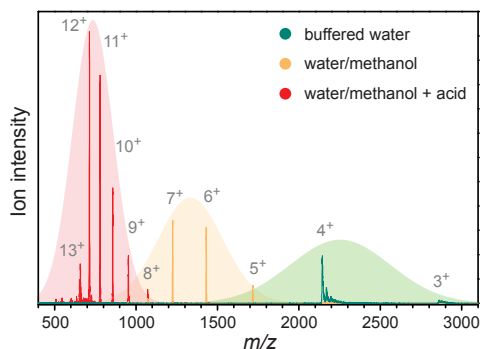 12⁺
11⁺
10⁺
13⁺
9⁺
8⁺
7⁺
6⁺
5⁺
4⁺
3⁺
buffered water
water/methanol
water/methanol + acid
Ion intensity
500 1000 1500 2000 2500 3000
m/z